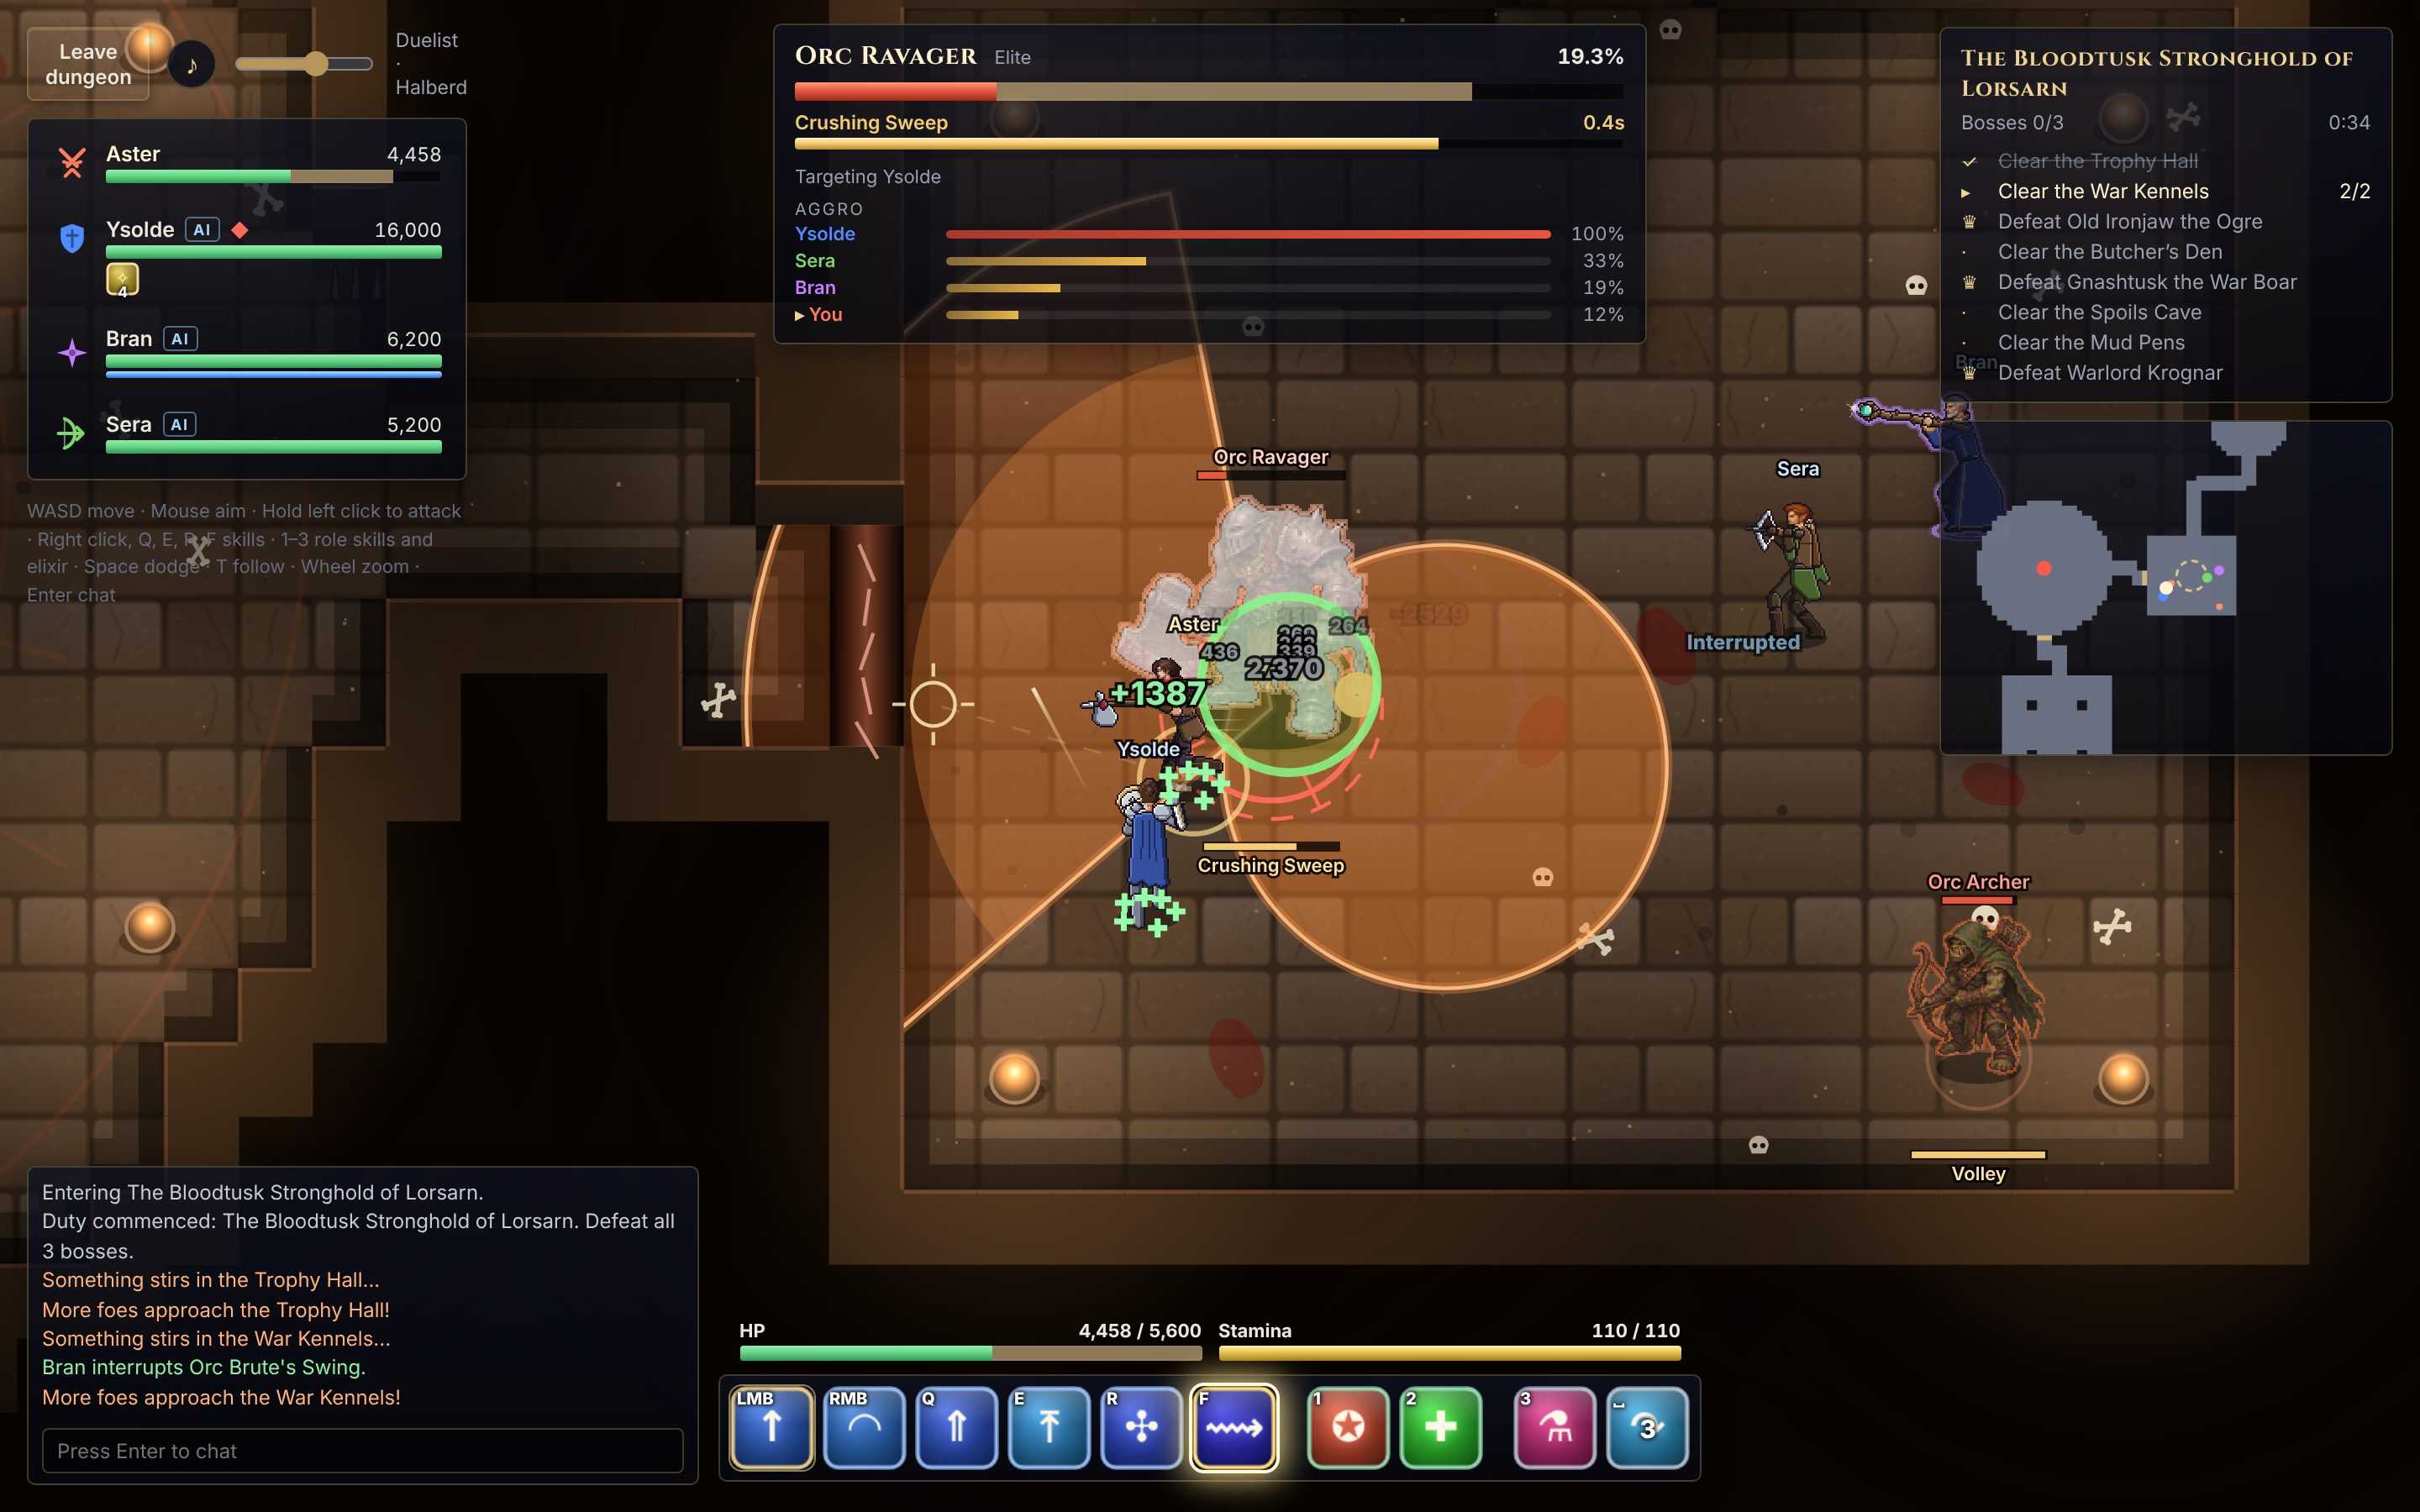 Leave dungeon
Duelist
·
Halberd
Aster 4,458
Ysolde AI 16,000
4
Bran AI 6,200
Sera AI 5,200
WASD move · Mouse aim · Hold left click to attack
· Right click, Q, E, R, F skills · 1–3 role skills and
elixir · Space dodge · T follow · Wheel zoom ·
Enter chat
Orc Ravager Elite 19.3%
Crushing Sweep 0.4s
Targeting Ysolde
AGGRO
Ysolde 100%
Sera 33%
Bran 19%
▸ You 12%
The Bloodtusk Stronghold of
Lorsarn
Bosses 0/3 0:34
Clear the Trophy Hall
Clear the War Kennels 2/2
Defeat Old Ironjaw the Ogre
Clear the Butcher’s Den
Defeat Gnashtusk the War Boar
Clear the Spoils Cave
Clear the Mud Pens
Bran
Defeat Warlord Krognar
Orc Ravager
Sera
Aster
436
264
-2529
339
+1387
Interrupted
Ysolde
Crushing Sweep
Orc Archer
Volley
Entering The Bloodtusk Stronghold of Lorsarn.
Duty commenced: The Bloodtusk Stronghold of Lorsarn. Defeat all
3 bosses.
Something stirs in the Trophy Hall...
More foes approach the Trophy Hall!
Something stirs in the War Kennels...
Bran interrupts Orc Brute's Swing.
More foes approach the War Kennels!
Press Enter to chat
HP 4,458 / 5,600 Stamina 110 / 110
LMB RMB Q E R F 1 2 3 3